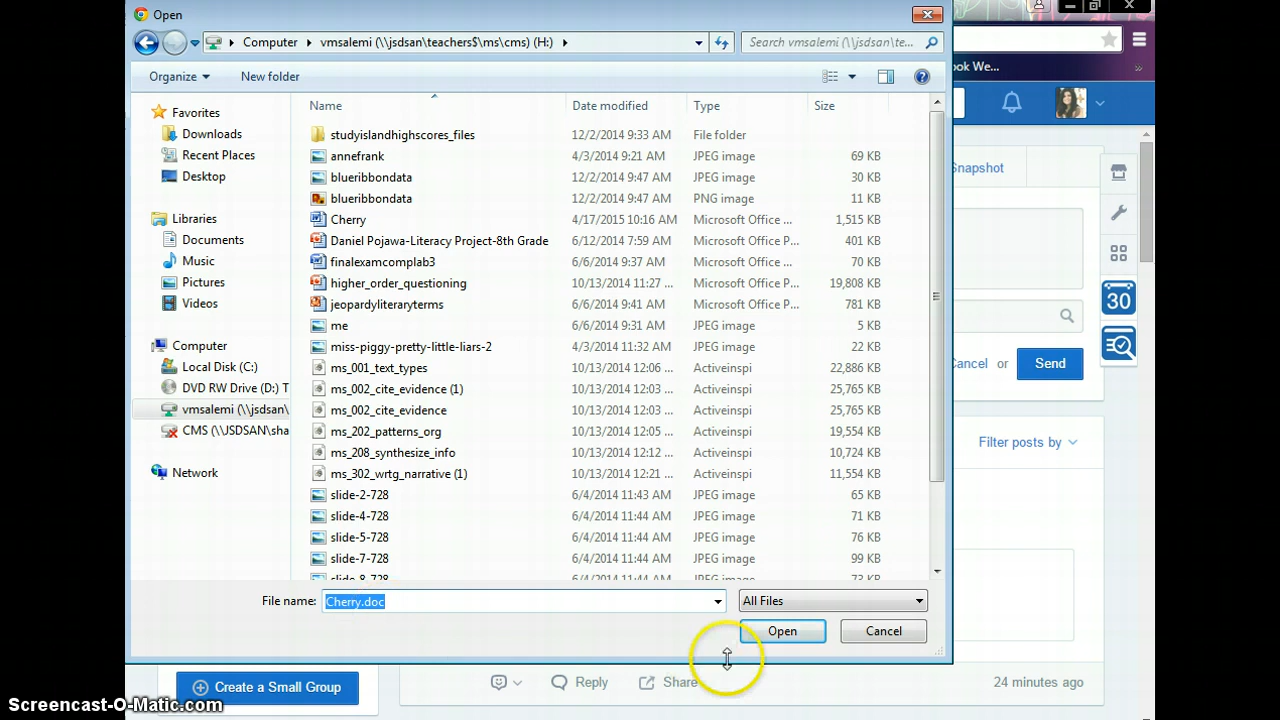 Open
Computer ▸ vmsalemi (\\jsdsan\teachers$\ms\cms) (H:) ▸
Search vmsalemi (\\jsdsan\te...
ook We...
»
Organize
New folder
Name Date modified Type Size
Favorites
Downloads
Recent Places
Desktop
Libraries
Documents
Music
Pictures
Videos
Computer
Local Disk (C:)
DVD RW Drive (D:) T
vmsalemi (\\jsdsan\
CMS (\\JSDSAN\sha
Network
studyislandhighscores_files 12/2/2014 9:33 AM File folder
annefrank 4/3/2014 9:21 AM JPEG image 69 KB
blueribbondata 12/2/2014 9:47 AM JPEG image 30 KB
blueribbondata 12/2/2014 9:47 AM PNG image 11 KB
Cherry 4/17/2015 10:16 AM Microsoft Office ... 1,515 KB
Daniel Pojawa-Literacy Project-8th Grade 6/12/2014 7:59 AM Microsoft Office P... 401 KB
finalexamcomplab3 6/6/2014 9:37 AM Microsoft Office P... 70 KB
higher_order_questioning 10/13/2014 11:27 ... Microsoft Office P... 19,808 KB
jeopardyliteraryterms 6/6/2014 9:41 AM Microsoft Office P... 781 KB
me 6/6/2014 9:31 AM JPEG image 5 KB
miss-piggy-pretty-little-liars-2 4/3/2014 11:32 AM JPEG image 22 KB
ms_001_text_types 10/13/2014 12:06 ... Activeinspi 22,886 KB
ms_002_cite_evidence (1) 10/13/2014 12:03 ... Activeinspi 25,765 KB
ms_002_cite_evidence 10/13/2014 12:03 ... Activeinspi 25,765 KB
ms_202_patterns_org 10/13/2014 12:05 ... Activeinspi 19,554 KB
ms_208_synthesize_info 10/13/2014 12:12 ... Activeinspi 10,724 KB
ms_302_wrtg_narrative (1) 10/13/2014 12:21 ... Activeinspi 11,554 KB
slide-2-728 6/4/2014 11:43 AM JPEG image 65 KB
slide-4-728 6/4/2014 11:44 AM JPEG image 71 KB
slide-5-728 6/4/2014 11:44 AM JPEG image 76 KB
slide-7-728 6/4/2014 11:44 AM JPEG image 99 KB
slide-8-728 6/4/2014 11:44 AM JPEG image 73 KB
File name: Cherry.doc All Files
Open Cancel
Snapshot
30
Cancel or Send
Filter posts by
Create a Small Group
Reply Share 24 minutes ago
Screencast-O-Matic.com